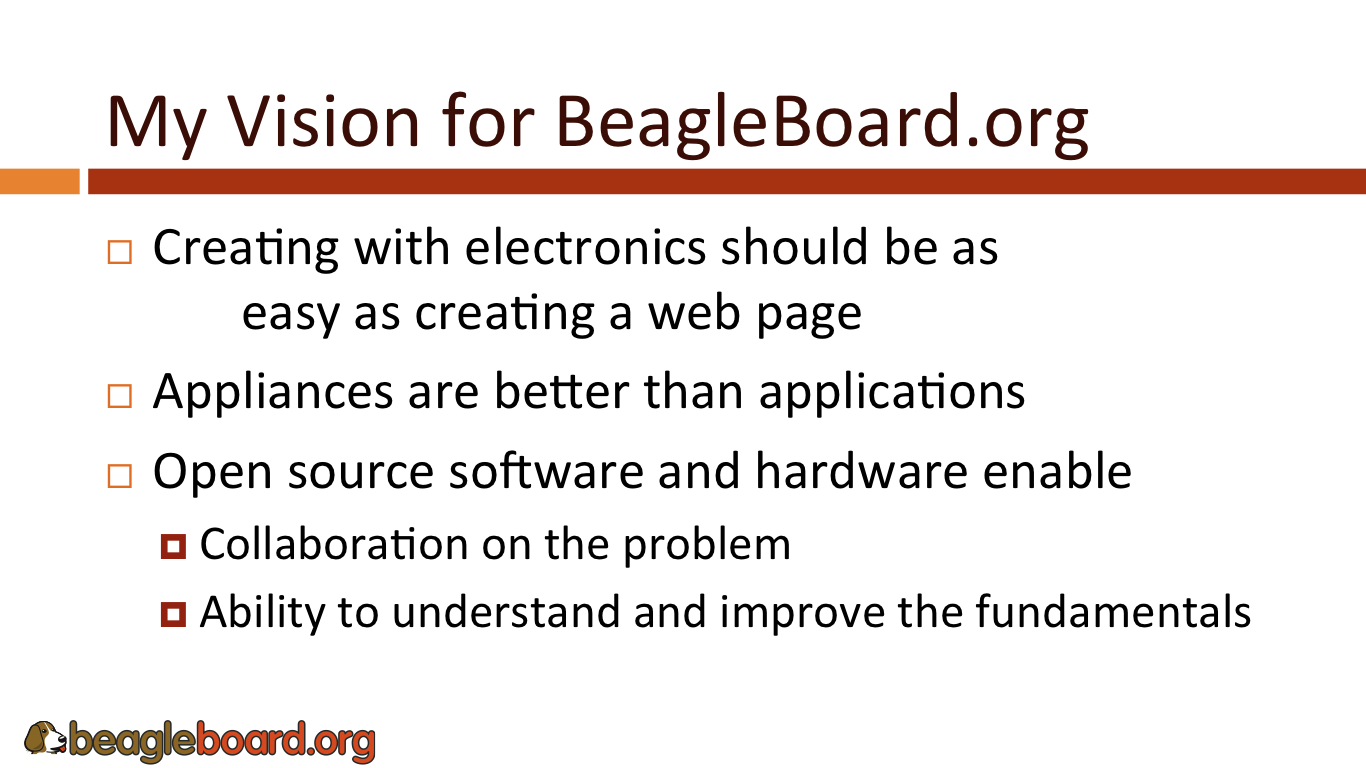 My Vision for BeagleBoard.org
Creating with electronics should be as
easy as creating a web page
Appliances are better than applications
Open source software and hardware enable
Collaboration on the problem
Ability to understand and improve the fundamentals
beagleboard.org